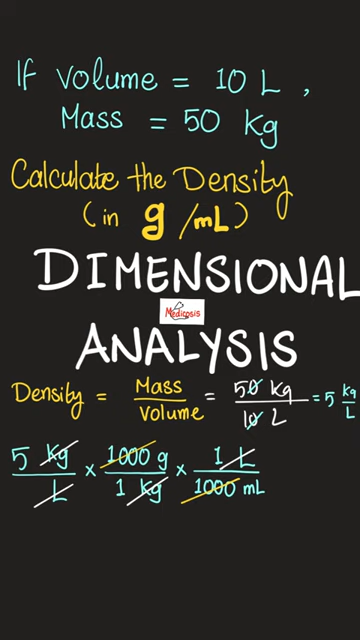 If volume = 10 L ,
Mass = 50 Kg
Calculate the Density
(in g/mL)
DIMENSIONAL
Medicosis
ANALYSIS
Density = Mass / Volume = 50 Kg / 10 L = 5 Kg/L
5 Kg / L × 1000 g / 1 Kg × 1 L / 1000 mL